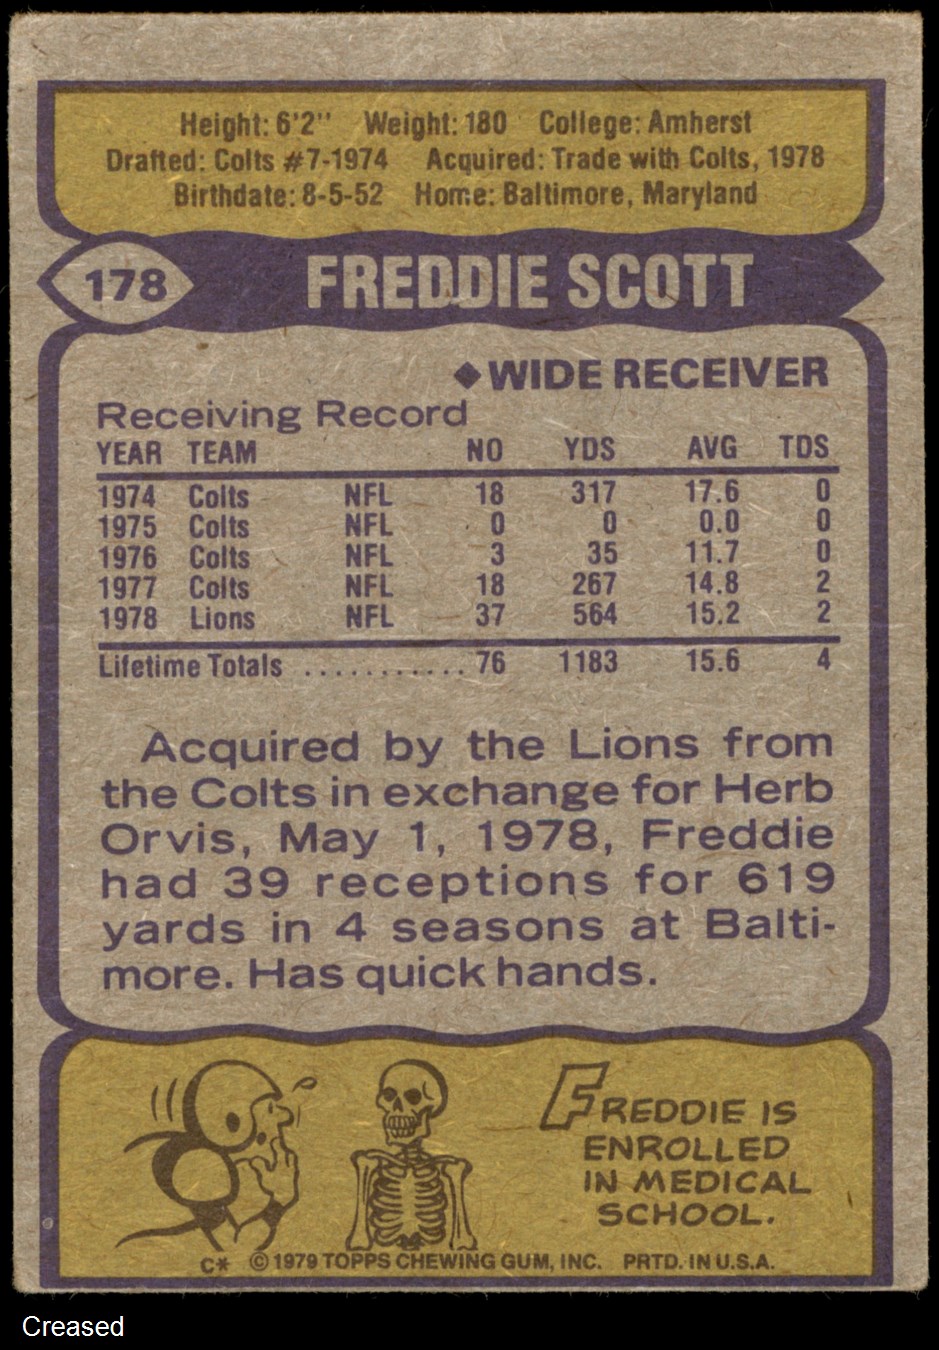 Height: 6'2" Weight: 180 College: Amherst
Drafted: Colts #7-1974 Acquired: Trade with Colts, 1978
Birthdate: 8-5-52 Home: Baltimore, Maryland
178 FREDDIE SCOTT
◆WIDE RECEIVER
Receiving Record
YEAR TEAM NO YDS AVG TDS
1974 Colts NFL 18 317 17.6 0
1975 Colts NFL 0 0 0.0 0
1976 Colts NFL 3 35 11.7 0
1977 Colts NFL 18 267 14.8 2
1978 Lions NFL 37 564 15.2 2
Lifetime Totals ........... 76 1183 15.6 4
Acquired by the Lions from
the Colts in exchange for Herb
Orvis, May 1, 1978, Freddie
had 39 receptions for 619
yards in 4 seasons at Balti-
more. Has quick hands.
FREDDIE IS
ENROLLED
IN MEDICAL
SCHOOL.
C* © 1979 TOPPS CHEWING GUM, INC. PRTD. IN U.S.A.
Creased